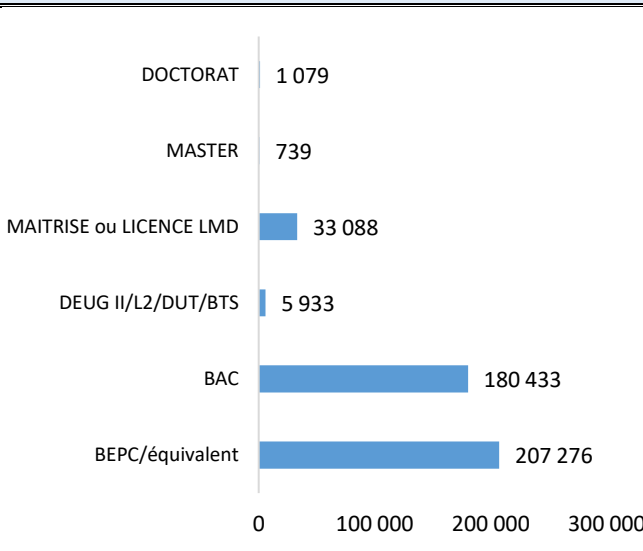 DOCTORAT 1 079
MASTER 739
MAITRISE ou LICENCE LMD 33 088
DEUG II/L2/DUT/BTS 5 933
BAC 180 433
BEPC/équivalent 207 276
0 100 000 200 000 300 000